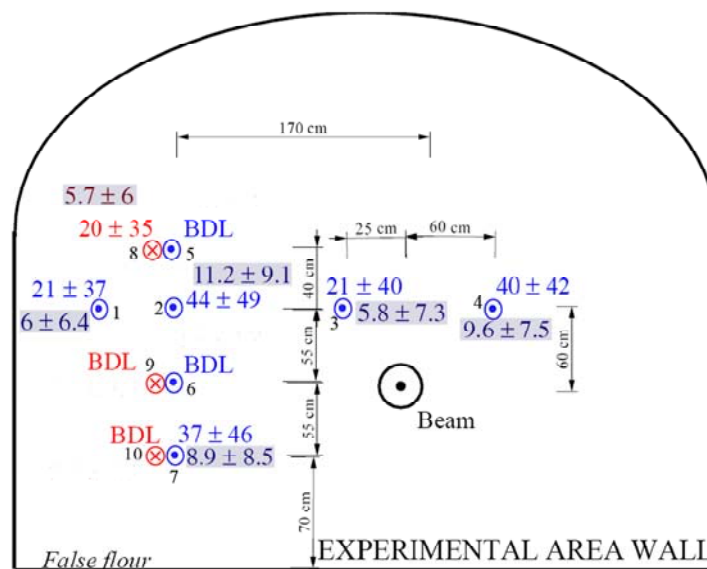 170 cm
5.7 ± 6
20 ± 35 BDL
8 5
25 cm 60 cm
11.2 ± 9.1
40 cm
21 ± 37
6 ± 6.4
1
2
44 ± 49
21 ± 40
3
5.8 ± 7.3
40 ± 42
4
9.6 ± 7.5
60 cm
55 cm
BDL 9 BDL
6
Beam
55 cm
BDL 37 ± 46
10 8.9 ± 8.5
7
70 cm
False flour
EXPERIMENTAL AREA WALL